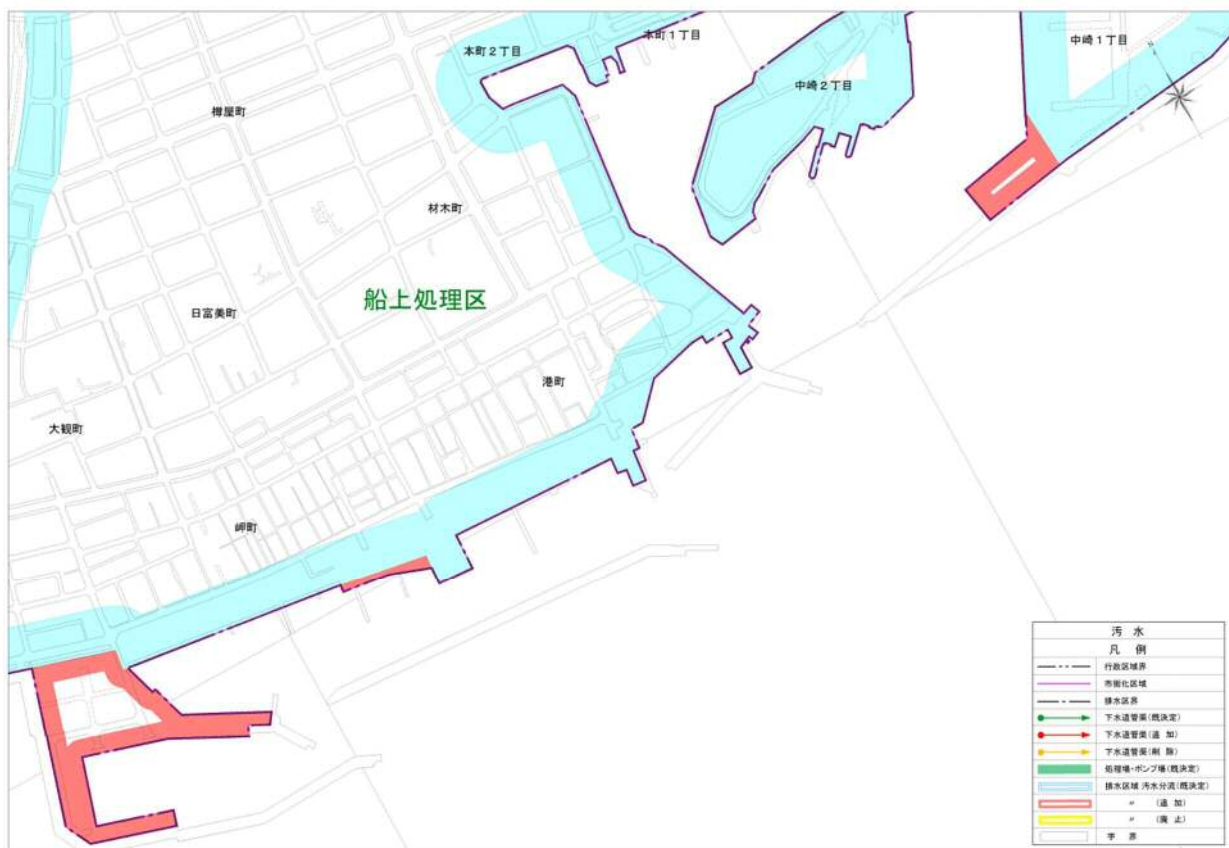 本町2丁目
本町1丁目
中崎1丁目
中崎2丁目
樽屋町
材木町
船上処理区
日富美町
港町
大観町
岬町
汚 水
凡 例
行政区域界
市街化区域
排水区界
下水道管渠(既決定)
下水道管渠(追 加)
下水道管渠(削 除)
処理場・ポンプ場(既決定)
排水区域 汚水分流(既決定)
〃 (追 加)
〃 (廃 止)
字 界